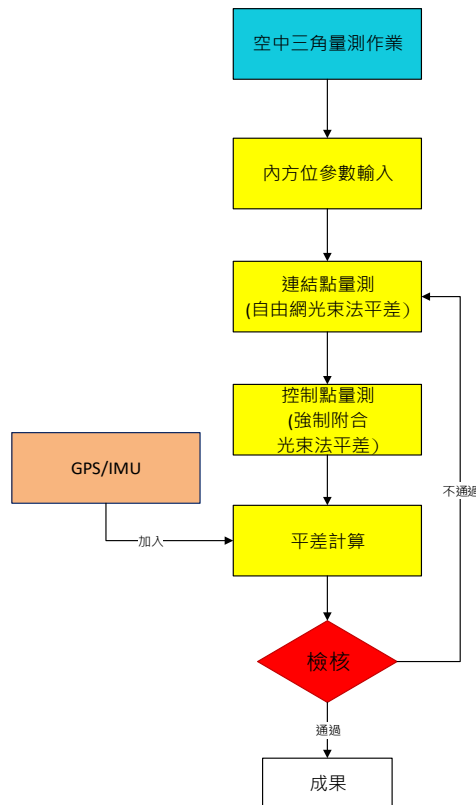 空中三角量測作業
內方位參數輸入
連結點量測
(自由網光束法平差)
控制點量測
(強制附合
光束法平差)
GPS/IMU
不通過
加入
平差計算
檢核
通過
成果